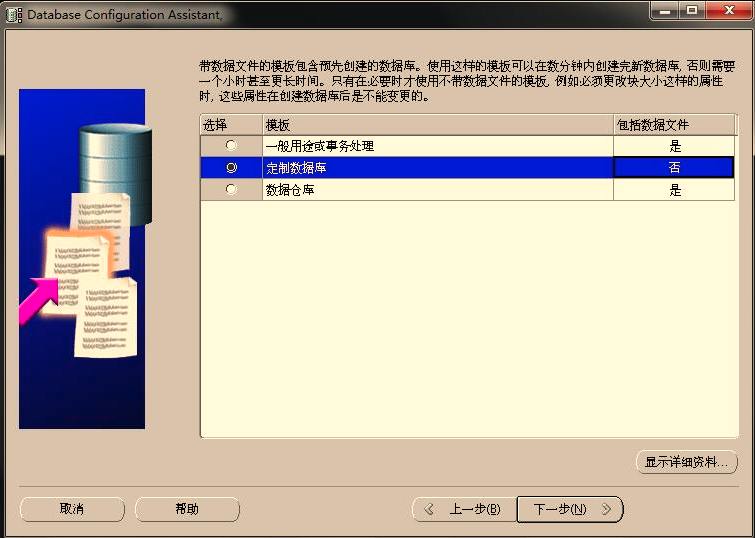 Database Configuration Assistant,
带数据文件的模板包含预先创建的数据库。使用这样的模板可以在数分钟内创建完新数据库, 否则需要
一个小时甚至更长时间。只有在必要时才使用不带数据文件的模板, 例如必须更改块大小这样的属性
时, 这些属性在创建数据库后是不能变更的。
选择 模板 包括数据文件
一般用途或事务处理 是
定制数据库 否
数据仓库 是
显示详细资料...
取消 帮助 上一步(B) 下一步(N)